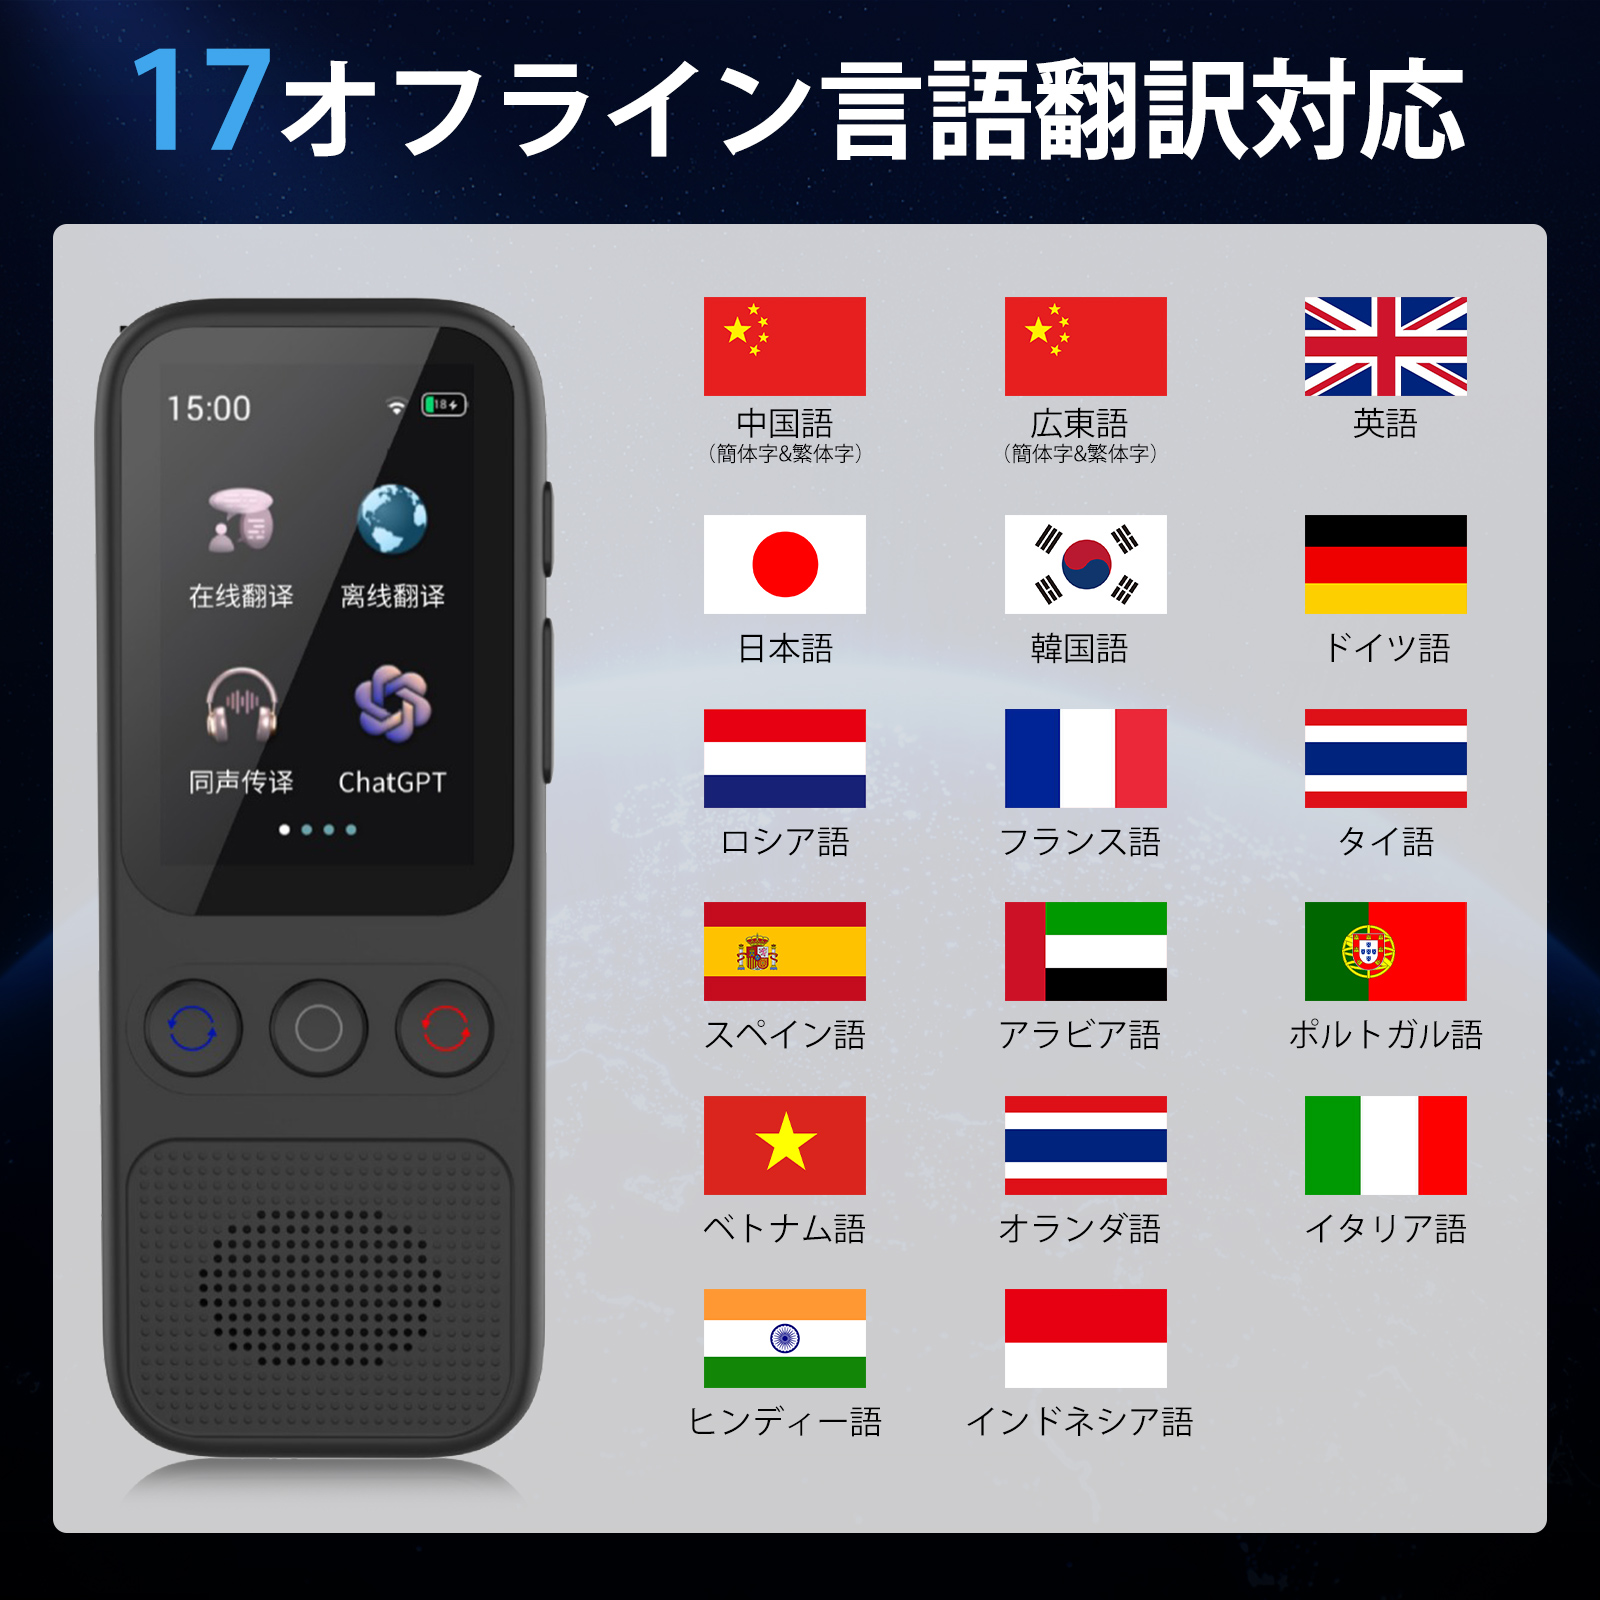 17オフライン言語翻訳対応
15:00
18
在线翻译
离线翻译
同声传译
ChatGPT
中国語
（簡体字&繁体字）
広東語
（簡体字&繁体字）
英語
日本語
韓国語
ドイツ語
ロシア語
フランス語
タイ語
スペイン語
アラビア語
ポルトガル語
ベトナム語
オランダ語
イタリア語
ヒンディー語
インドネシア語